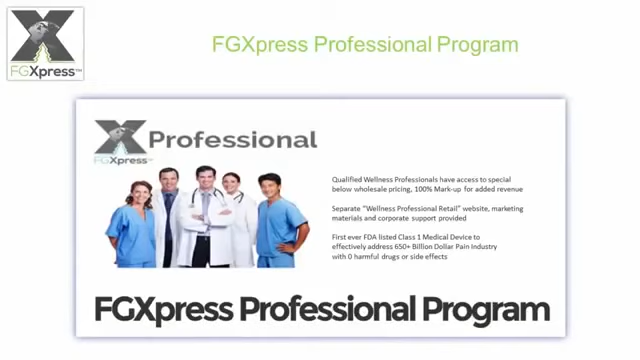 FGXpress™
FGXpress Professional Program
Professional
FGXpress™
Qualified Wellness Professionals have access to special
below wholesale pricing, 100% Mark-up for added revenue
Separate “Wellness Professional Retail” website, marketing
materials and corporate support provided
First ever FDA listed Class 1 Medical Device to
effectively address 650+ Billion Dollar Pain Industry
with 0 harmful drugs or side effects
FGXpress Professional Program